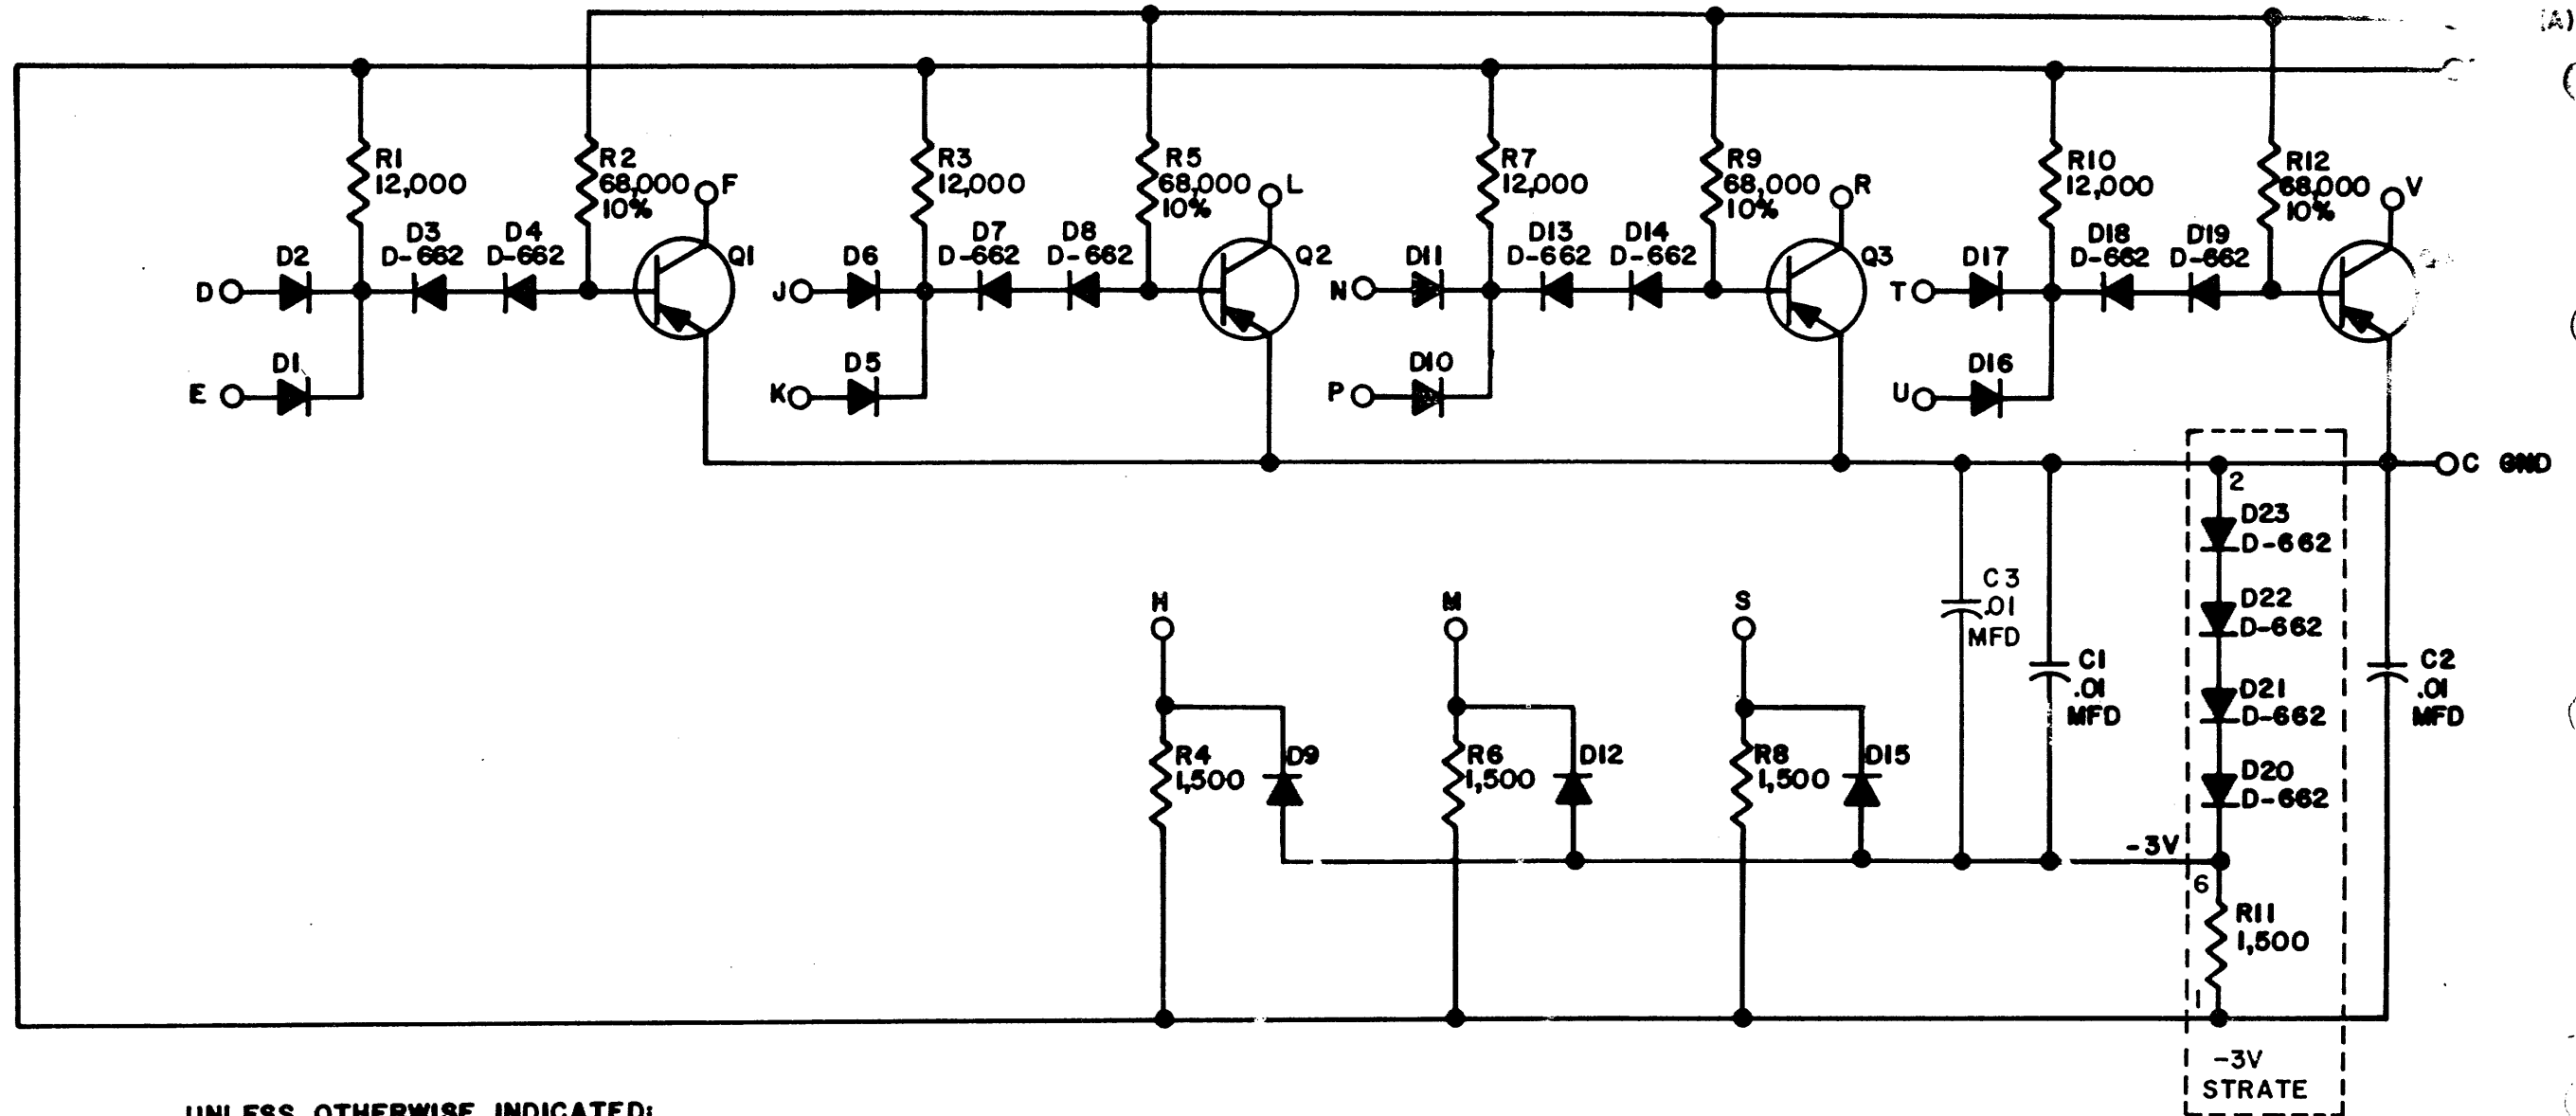 (A)
R1
12,000
R2
68,000
10%
F
R3
12,000
R5
68,000
10%
L
R7
12,000
R9
68,000
10%
R
R10
12,000
R12
68,000
10%
V
D2
D3
D-662
D4
D-662
Q1
D6
D7
D-662
D8
D-662
Q2
D11
D13
D-662
D14
D-662
Q3
D17
D18
D-662
D19
D-662
D
J
N
T
E
D1
K
D5
P
D10
U
D16
C GND
2
D23
D-662
D22
D-662
D21
D-662
D20
D-662
C3
.01
MFD
C1
.01
MFD
C2
.01
MFD
H
M
S
R4
1,500
D9
R6
1,500
D12
R8
1,500
D15
-3V
6
R11
1,500
1
-3V
STRATE
UNLESS OTHERWISE INDICATED: